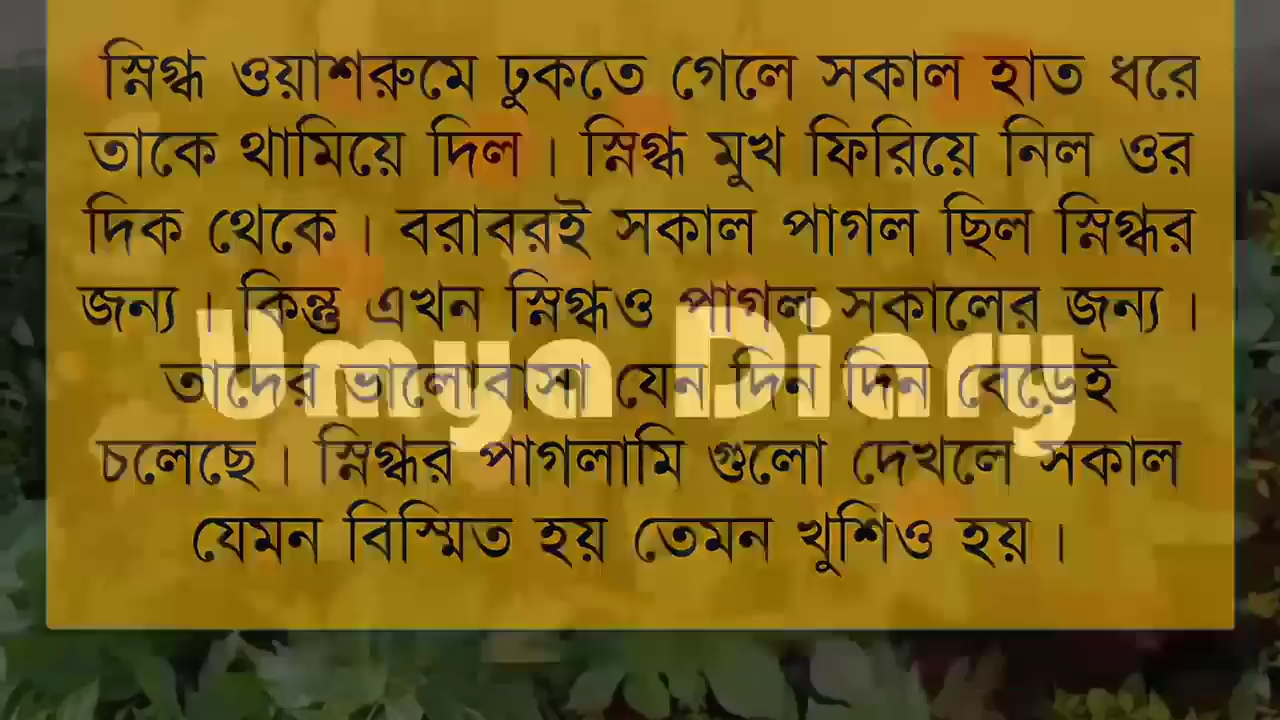 স্নিগ্ধ ওয়াশরুমে ঢুকতে গেলে সকাল হাত ধরে
তাকে থামিয়ে দিল। স্নিগ্ধ মুখ ফিরিয়ে নিল ওর
দিক থেকে। বরাবরই সকাল পাগল ছিল স্নিগ্ধর
জন্য। কিন্তু এখন স্নিগ্ধও পাগল সকালের জন্য।
Umya Diary
তাদের ভালোবাসা যেন দিন দিন বেড়েই
চলেছে। স্নিগ্ধর পাগলামি গুলো দেখলে সকাল
যেমন বিস্মিত হয় তেমন খুশিও হয়।